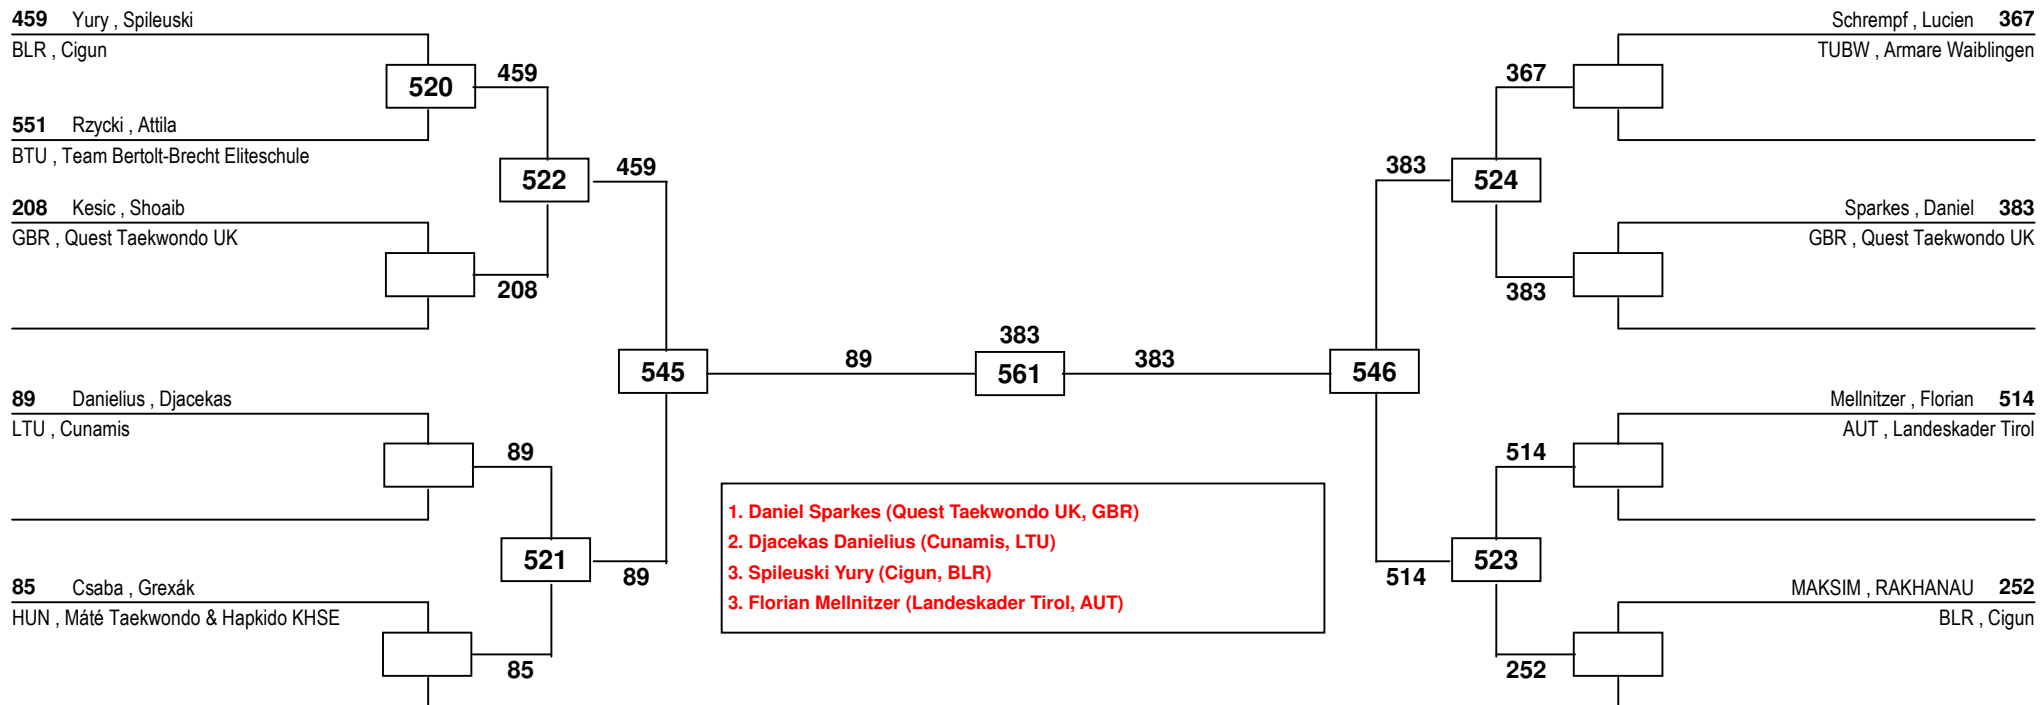 459 Yury , Spileuski
BLR , Cigun
520
459
551 Rzycki , Attila
BTU , Team Bertolt-Brecht Eliteschule
522
459
208 Kesic , Shoaib
GBR , Quest Taekwondo UK
208
545
89
89 Danielius , Djacekas
LTU , Cunamis
89
521
89
85 Csaba , Grexák
HUN , Máté Taekwondo & Hapkido KHSE
85
383
561
383
546
Schrempf , Lucien 367
TUBW , Armare Waiblingen
367
383
524
Sparkes , Daniel 383
GBR , Quest Taekwondo UK
383
Mellnitzer , Florian 514
AUT , Landeskader Tirol
514
523
514
MAKSIM , RAKHANAU 252
BLR , Cigun
252
1. Daniel Sparkes (Quest Taekwondo UK, GBR)
2. Djacekas Danielius (Cunamis, LTU)
3. Spileuski Yury (Cigun, BLR)
3. Florian Mellnitzer (Landeskader Tirol, AUT)